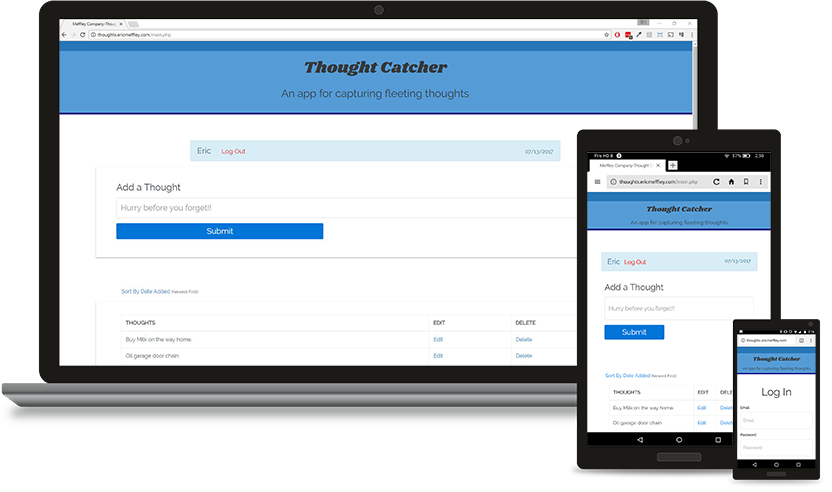 Meffley Company-Thoug
thoughts.ericmeffley.com/main.php
Thought Catcher
An app for capturing fleeting thoughts
Eric Log Out 07/13/2017
Add a Thought
Hurry before you forget!!
Submit
Sort By Date Added (Newest First)
THOUGHTS EDIT DELETE
Buy Milk on the way home. Edit Delete
Oil garage door chain Edit Delete
Fire HD 8 57% 2:30
Meffley Company-Thought C
thoughts.ericmeffley.com/main.php
Thought Catcher
An app for capturing fleeting thoughts
Eric Log Out 07/13/2017
Add a Thought
Hurry before you forget!!
Submit
Sort By Date Added (Newest First)
THOUGHTS EDIT DELE
Buy Milk on the way home. Edit Delet
Oil garage door chain Edit Delet
thoughts.ericmeffley.com
Thought Catcher
An app for capturing fleeting thoughts
Log In
Email
Email
Password
Password